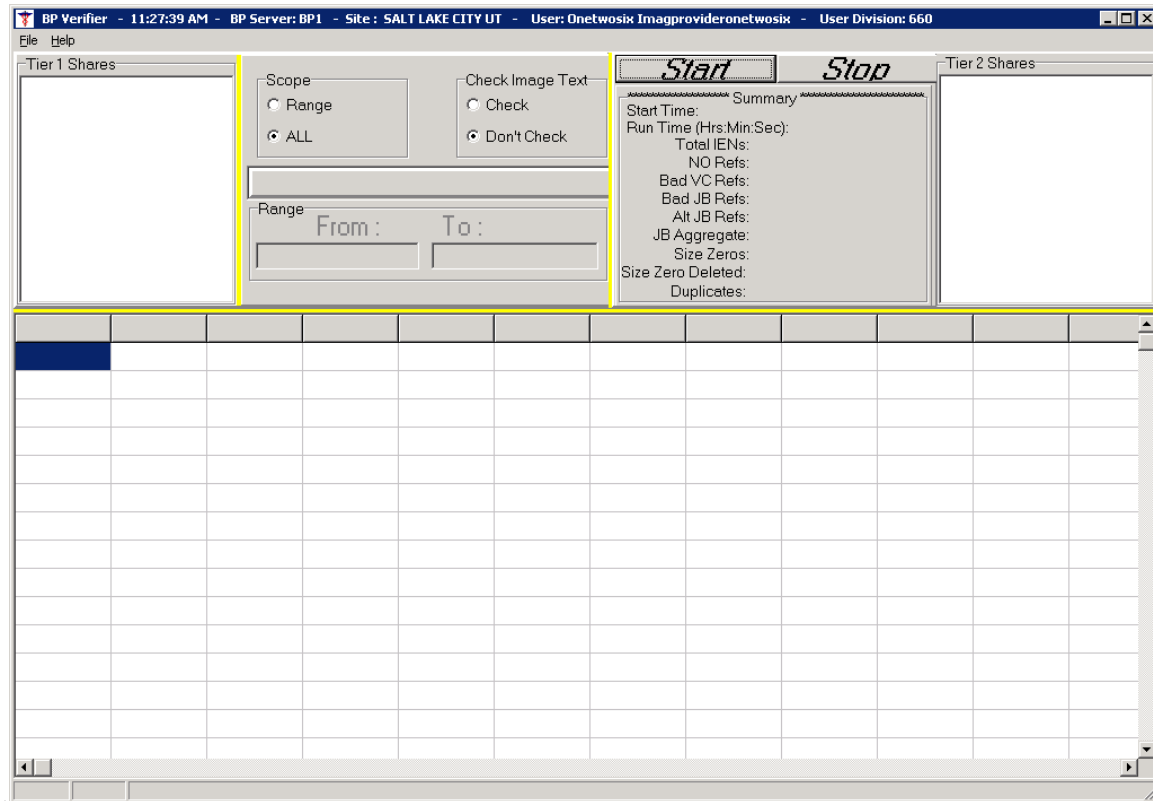 BP Verifier - 11:27:39 AM - BP Server: BP1 - Site : SALT LAKE CITY UT - User: Onetwosix Imagprovideronetwosix - User Division: 660
File Help
Tier 1 Shares
Scope
Range
ALL
Check Image Text
Check
Don't Check
Range
From :
To :
Start
Stop
************************ Summary ****************************
Start Time:
Run Time (Hrs:Min:Sec):
Total IENs:
NO Refs:
Bad VC Refs:
Bad JB Refs:
Alt JB Refs:
JB Aggregate:
Size Zeros:
Size Zero Deleted:
Duplicates:
Tier 2 Shares